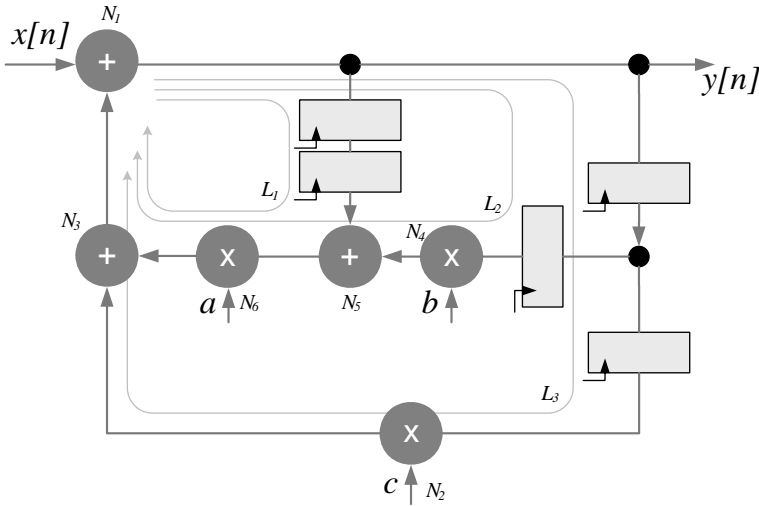 N1
x[n]
+
y[n]
L1
L2
N3
N4
+
x
+
x
a
N6
N5
b
L3
x
c
N2